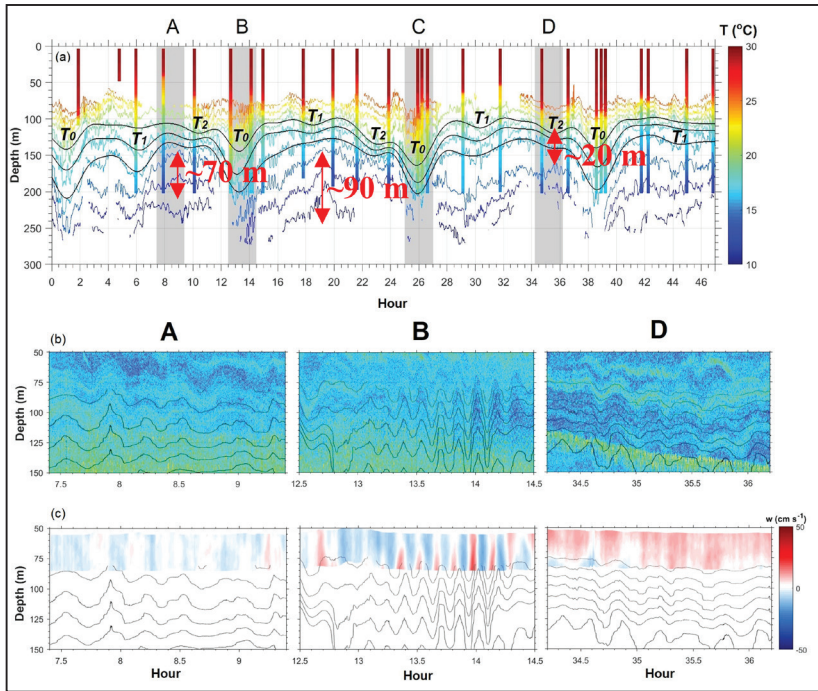 A B C D
T (°C)
(a)
0
50
100
150
200
250
300
Depth (m)
T0 T1 T2 T0 T1 T2 T0 T1 T2 T0 T1
~70 m
~90 m
~20 m
30
25
20
15
10
0 2 4 6 8 10 12 14 16 18 20 22 24 26 28 30 32 34 36 38 40 42 44 46
Hour
A B D
(b)
50
75
100
125
150
Depth (m)
7.5 8 8.5 9 12.5 13 13.5 14 14.5 34.5 35 35.5 36
(c)
w (cm s-1)
50
75
100
125
150
Depth (m)
50
0
-50
7.5 8 8.5 9 12.5 13 13.5 14 14.5 34.5 35 35.5 36
Hour Hour Hour